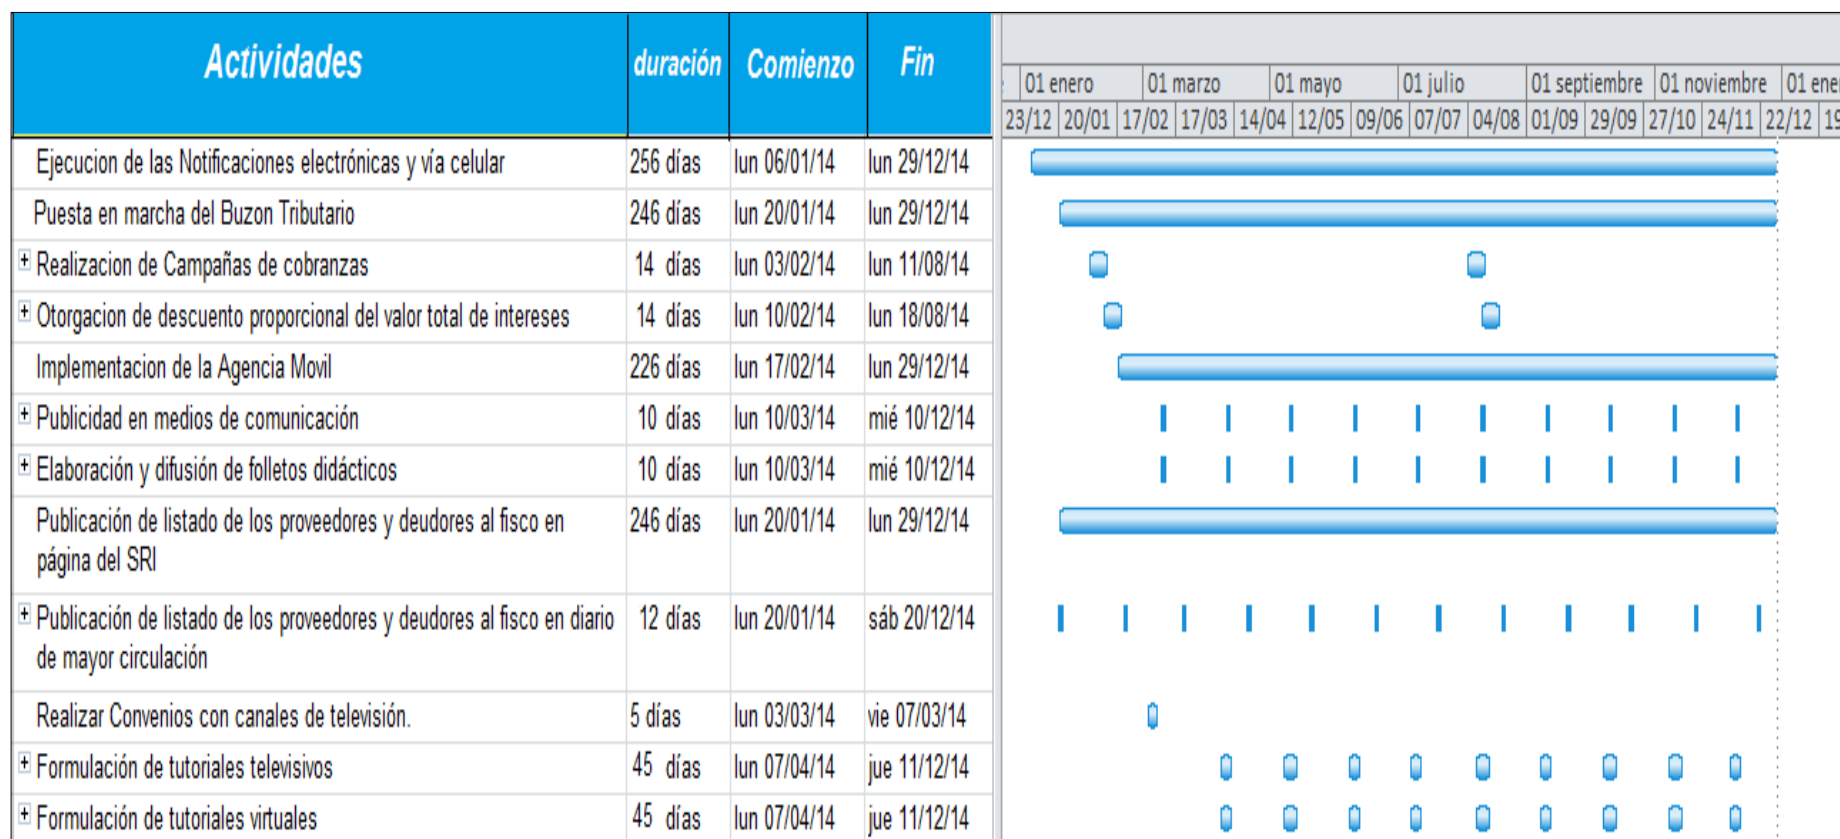 Actividades duración Comienzo Fin
01 enero 01 marzo 01 mayo 01 julio 01 septiembre 01 noviembre 01 ene
23/12 20/01 17/02 17/03 14/04 12/05 09/06 07/07 04/08 01/09 29/09 27/10 24/11 22/12 19
Ejecucion de las Notificaciones electrónicas y vía celular 256 días lun 06/01/14 lun 29/12/14
Puesta en marcha del Buzon Tributario 246 días lun 20/01/14 lun 29/12/14
Realizacion de Campañas de cobranzas 14 días lun 03/02/14 lun 11/08/14
Otorgacion de descuento proporcional del valor total de intereses 14 días lun 10/02/14 lun 18/08/14
Implementacion de la Agencia Movil 226 días lun 17/02/14 lun 29/12/14
Publicidad en medios de comunicación 10 días lun 10/03/14 mié 10/12/14
Elaboración y difusión de folletos didácticos 10 días lun 10/03/14 mié 10/12/14
Publicación de listado de los proveedores y deudores al fisco en 246 días lun 20/01/14 lun 29/12/14
página del SRI
Publicación de listado de los proveedores y deudores al fisco en diario 12 días lun 20/01/14 sáb 20/12/14
de mayor circulación
Realizar Convenios con canales de televisión. 5 días lun 03/03/14 vie 07/03/14
Formulación de tutoriales televisivos 45 días lun 07/04/14 jue 11/12/14
Formulación de tutoriales virtuales 45 días lun 07/04/14 jue 11/12/14